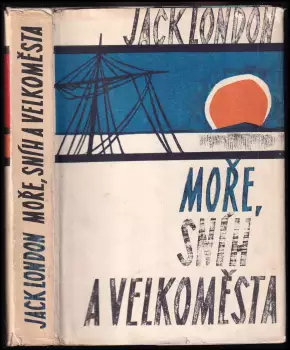 JACK LONDON
MOŘE,
SNÍH
A VELKOMĚSTA
JACK LONDON MOŘE, SNÍH A VELKOMĚSTA